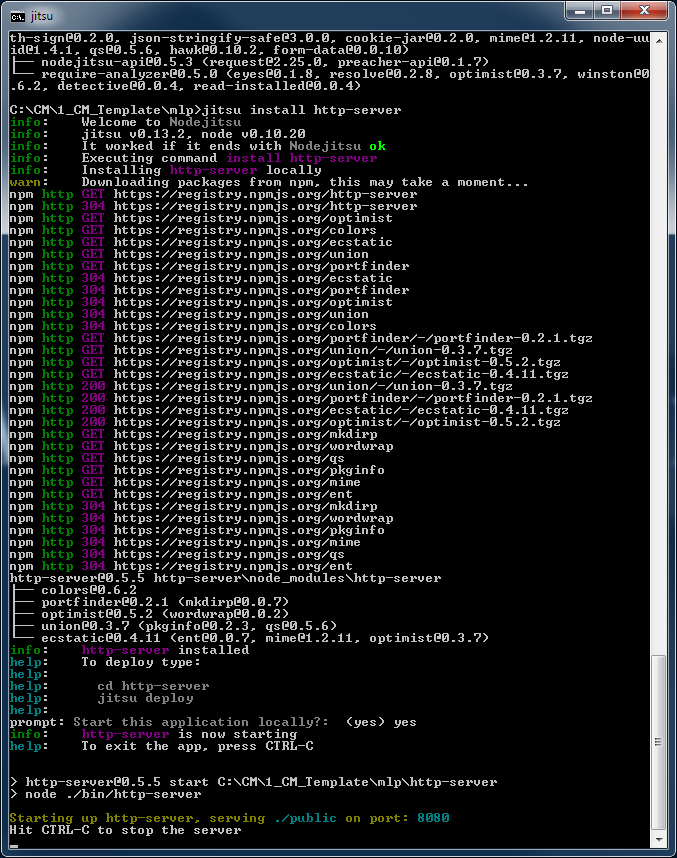 jitsu
th-sign@0.2.0, json-stringify-safe@3.0.0, cookie-jar@0.2.0, mime@1.2.11, node-uu
id@1.4.1, qs@0.5.6, hawk@0.10.2, form-data@0.0.10)
├── nodejitsu-api@0.5.3 (request@2.25.0, preacher-api@0.1.7)
└── require-analyzer@0.5.0 (eyes@0.1.8, resolve@0.2.8, optimist@0.3.7, winston@0
.6.2, detective@0.0.4, read-installed@0.0.4)
C:\CM\1_CM_Template\mlp>jitsu install http-server
info:    Welcome to Nodejitsu
info:    jitsu v0.13.2, node v0.10.20
info:    It worked if it ends with Nodejitsu ok
info:    Executing command install http-server
info:    Installing http-server locally
warn:    Downloading packages from npm, this may take a moment...
npm http GET https://registry.npmjs.org/http-server
npm http 304 https://registry.npmjs.org/http-server
npm http GET https://registry.npmjs.org/optimist
npm http GET https://registry.npmjs.org/colors
npm http GET https://registry.npmjs.org/ecstatic
npm http GET https://registry.npmjs.org/union
npm http GET https://registry.npmjs.org/portfinder
npm http 304 https://registry.npmjs.org/ecstatic
npm http 304 https://registry.npmjs.org/portfinder
npm http 304 https://registry.npmjs.org/optimist
npm http 304 https://registry.npmjs.org/union
npm http 304 https://registry.npmjs.org/colors
npm http GET https://registry.npmjs.org/portfinder/-/portfinder-0.2.1.tgz
npm http GET https://registry.npmjs.org/union/-/union-0.3.7.tgz
npm http GET https://registry.npmjs.org/optimist/-/optimist-0.5.2.tgz
npm http GET https://registry.npmjs.org/ecstatic/-/ecstatic-0.4.11.tgz
npm http 200 https://registry.npmjs.org/union/-/union-0.3.7.tgz
npm http 200 https://registry.npmjs.org/portfinder/-/portfinder-0.2.1.tgz
npm http 200 https://registry.npmjs.org/ecstatic/-/ecstatic-0.4.11.tgz
npm http 200 https://registry.npmjs.org/optimist/-/optimist-0.5.2.tgz
npm http GET https://registry.npmjs.org/mkdirp
npm http GET https://registry.npmjs.org/wordwrap
npm http GET https://registry.npmjs.org/qs
npm http GET https://registry.npmjs.org/pkginfo
npm http GET https://registry.npmjs.org/mime
npm http GET https://registry.npmjs.org/ent
npm http 304 https://registry.npmjs.org/mkdirp
npm http 304 https://registry.npmjs.org/wordwrap
npm http 304 https://registry.npmjs.org/pkginfo
npm http 304 https://registry.npmjs.org/mime
npm http 304 https://registry.npmjs.org/qs
npm http 304 https://registry.npmjs.org/ent
http-server@0.5.5 http-server\node_modules\http-server
├── colors@0.6.2
├── portfinder@0.2.1 (mkdirp@0.0.7)
├── optimist@0.5.2 (wordwrap@0.0.2)
├── union@0.3.7 (pkginfo@0.2.3, qs@0.5.6)
└── ecstatic@0.4.11 (ent@0.0.7, mime@1.2.11, optimist@0.3.7)
info:    http-server installed
help:    To deploy type:
help:
help:      cd http-server
help:      jitsu deploy
help:
prompt: Start this application locally?:  (yes) yes
info:    http-server is now starting
help:    To exit the app, press CTRL-C
> http-server@0.5.5 start C:\CM\1_CM_Template\mlp\http-server
> node ./bin/http-server
Starting up http-server, serving ./public on port: 8080
Hit CTRL-C to stop the server